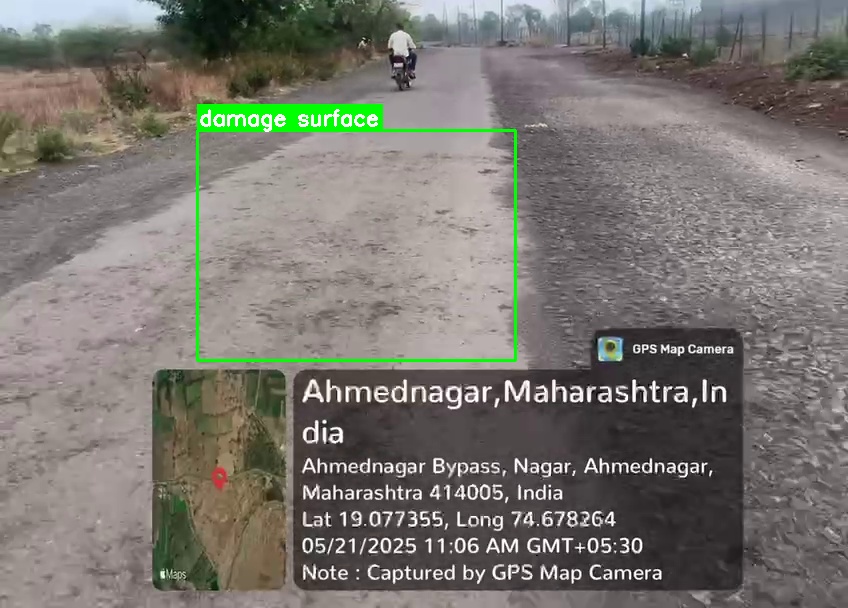 damage surface
GPS Map Camera
Ahmednagar,Maharashtra,In
dia
Ahmednagar Bypass, Nagar, Ahmednagar,
Maharashtra 414005, India
Lat 19.077355, Long 74.678264
05/21/2025 11:06 AM GMT+05:30
Note : Captured by GPS Map Camera
Maps